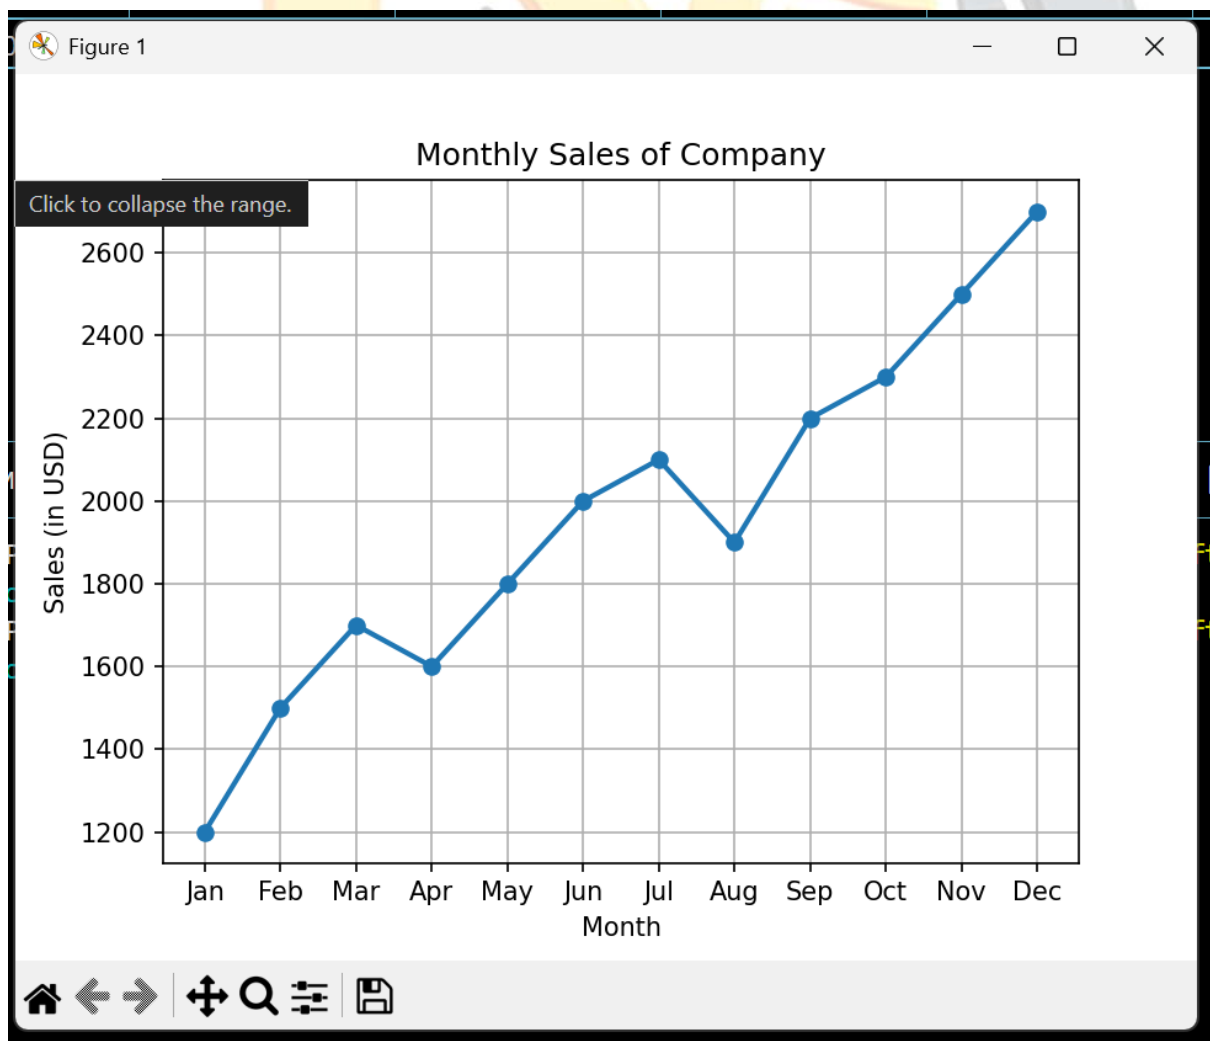 Figure 1
Monthly Sales of Company
Click to collapse the range.
2600
2400
2200
2000
1800
1600
1400
1200
Sales (in USD)
Jan Feb Mar Apr May Jun Jul Aug Sep Oct Nov Dec
Month